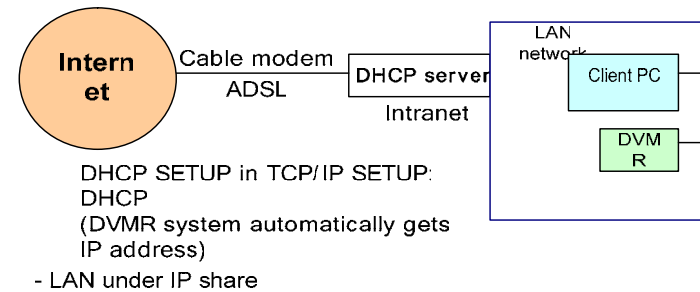 Intern
et
Cable modem
ADSL
DHCP server
Intranet
LAN
network
Client PC
DVM
R
DHCP SETUP in TCP/IP SETUP:
DHCP
(DVMR system automatically gets
IP address)
- LAN under IP share